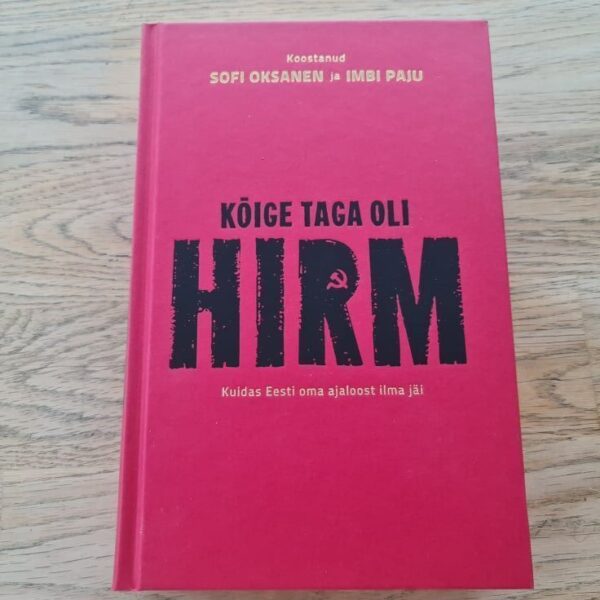 Koostanud
SOFI OKSANEN ja IMBI PAJU
KÕIGE TAGA OLI
HIRM
Kuidas Eesti oma ajaloost ilma jäi